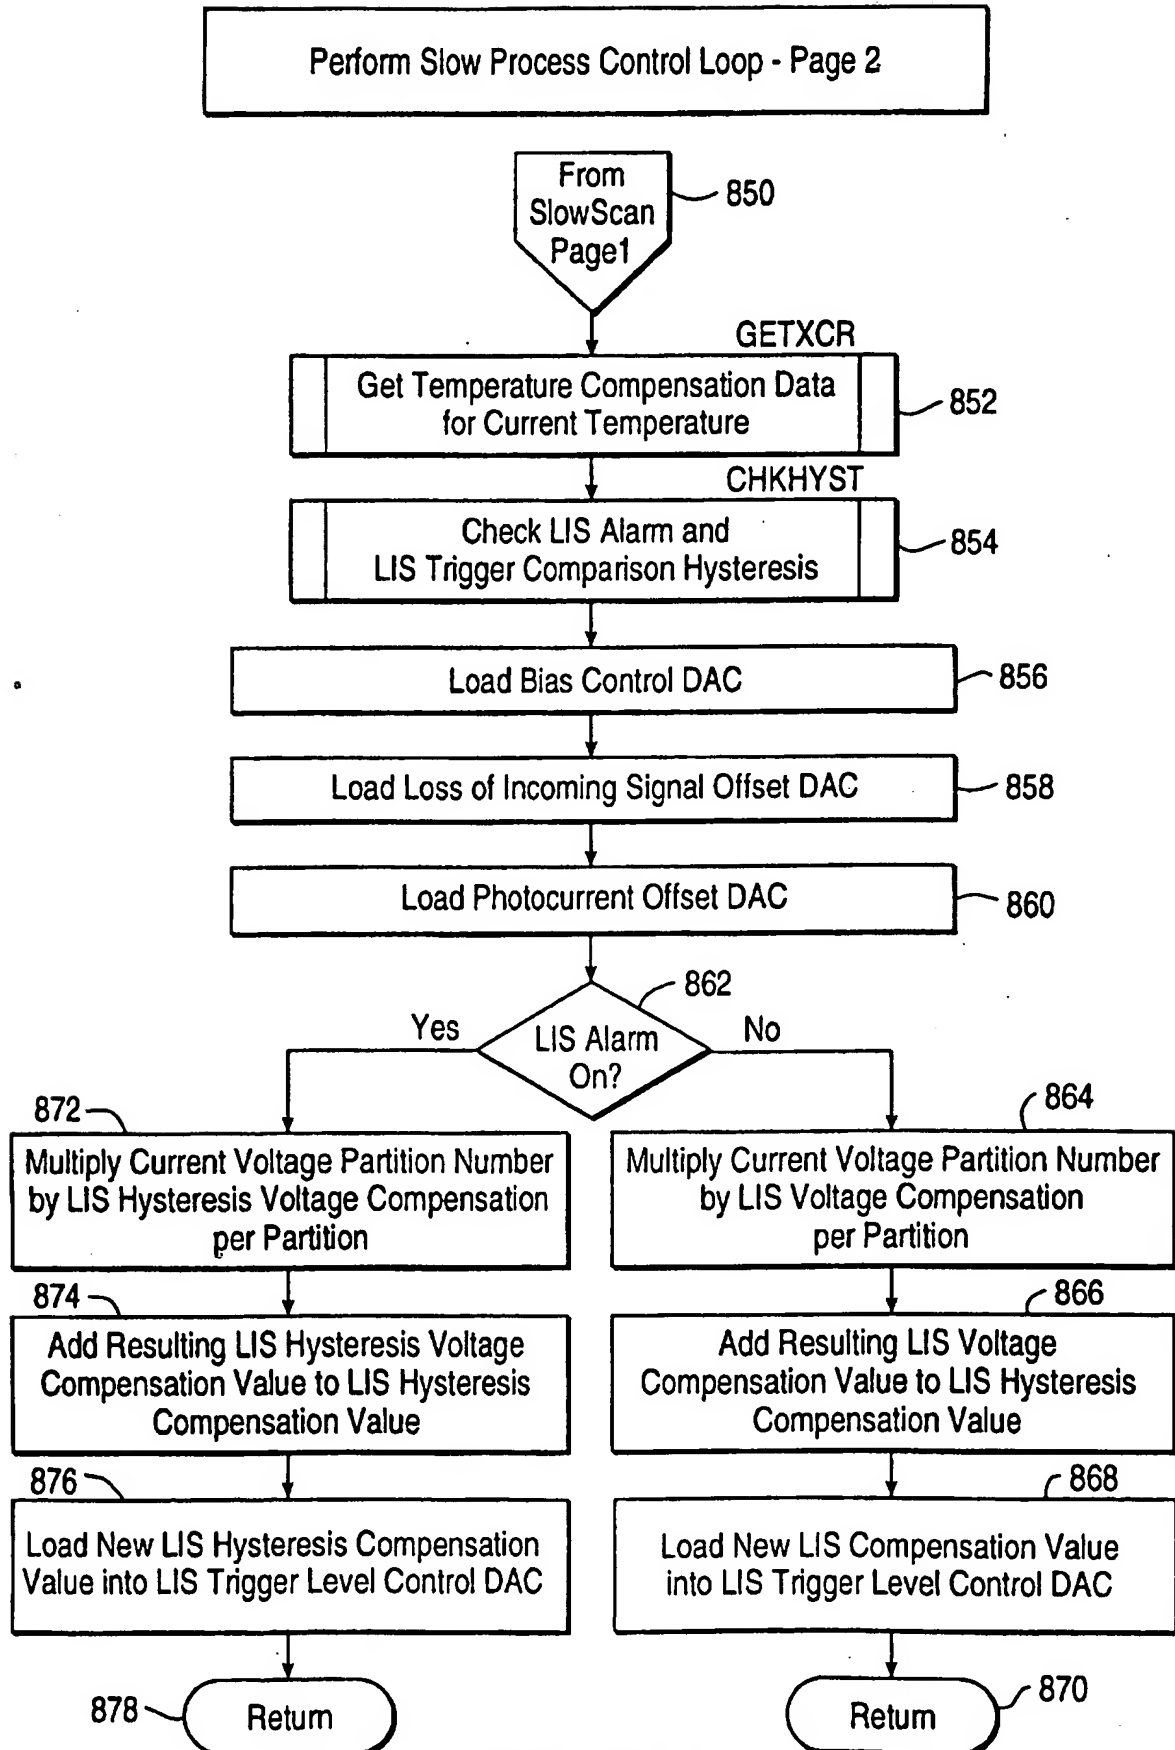 Perform Slow Process Control Loop - Page 2
From
SlowScan
Page1
850
GETXCR
Get Temperature Compensation Data
for Current Temperature
852
CHKHYST
Check LIS Alarm and
LIS Trigger Comparison Hysteresis
854
Load Bias Control DAC
856
Load Loss of Incoming Signal Offset DAC
858
Load Photocurrent Offset DAC
860
862
LIS Alarm
On?
Yes
No
872
Multiply Current Voltage Partition Number
by LIS Hysteresis Voltage Compensation
per Partition
874
Add Resulting LIS Hysteresis Voltage
Compensation Value to LIS Hysteresis
Compensation Value
876
Load New LIS Hysteresis Compensation
Value into LIS Trigger Level Control DAC
878
Return
864
Multiply Current Voltage Partition Number
by LIS Voltage Compensation
per Partition
866
Add Resulting LIS Voltage
Compensation Value to LIS Hysteresis
Compensation Value
868
Load New LIS Compensation Value
into LIS Trigger Level Control DAC
870
Return